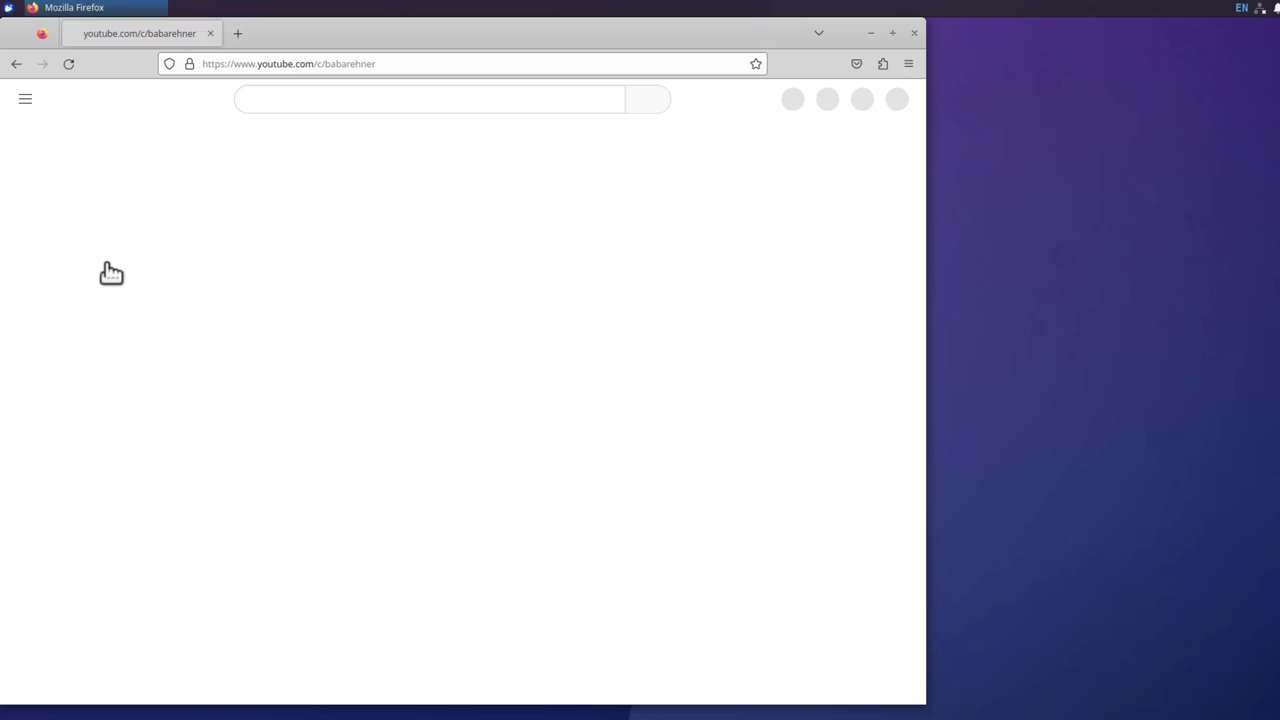 Mozilla Firefox
EN
youtube.com/c/babarehner
https://www.youtube.com/c/babarehner